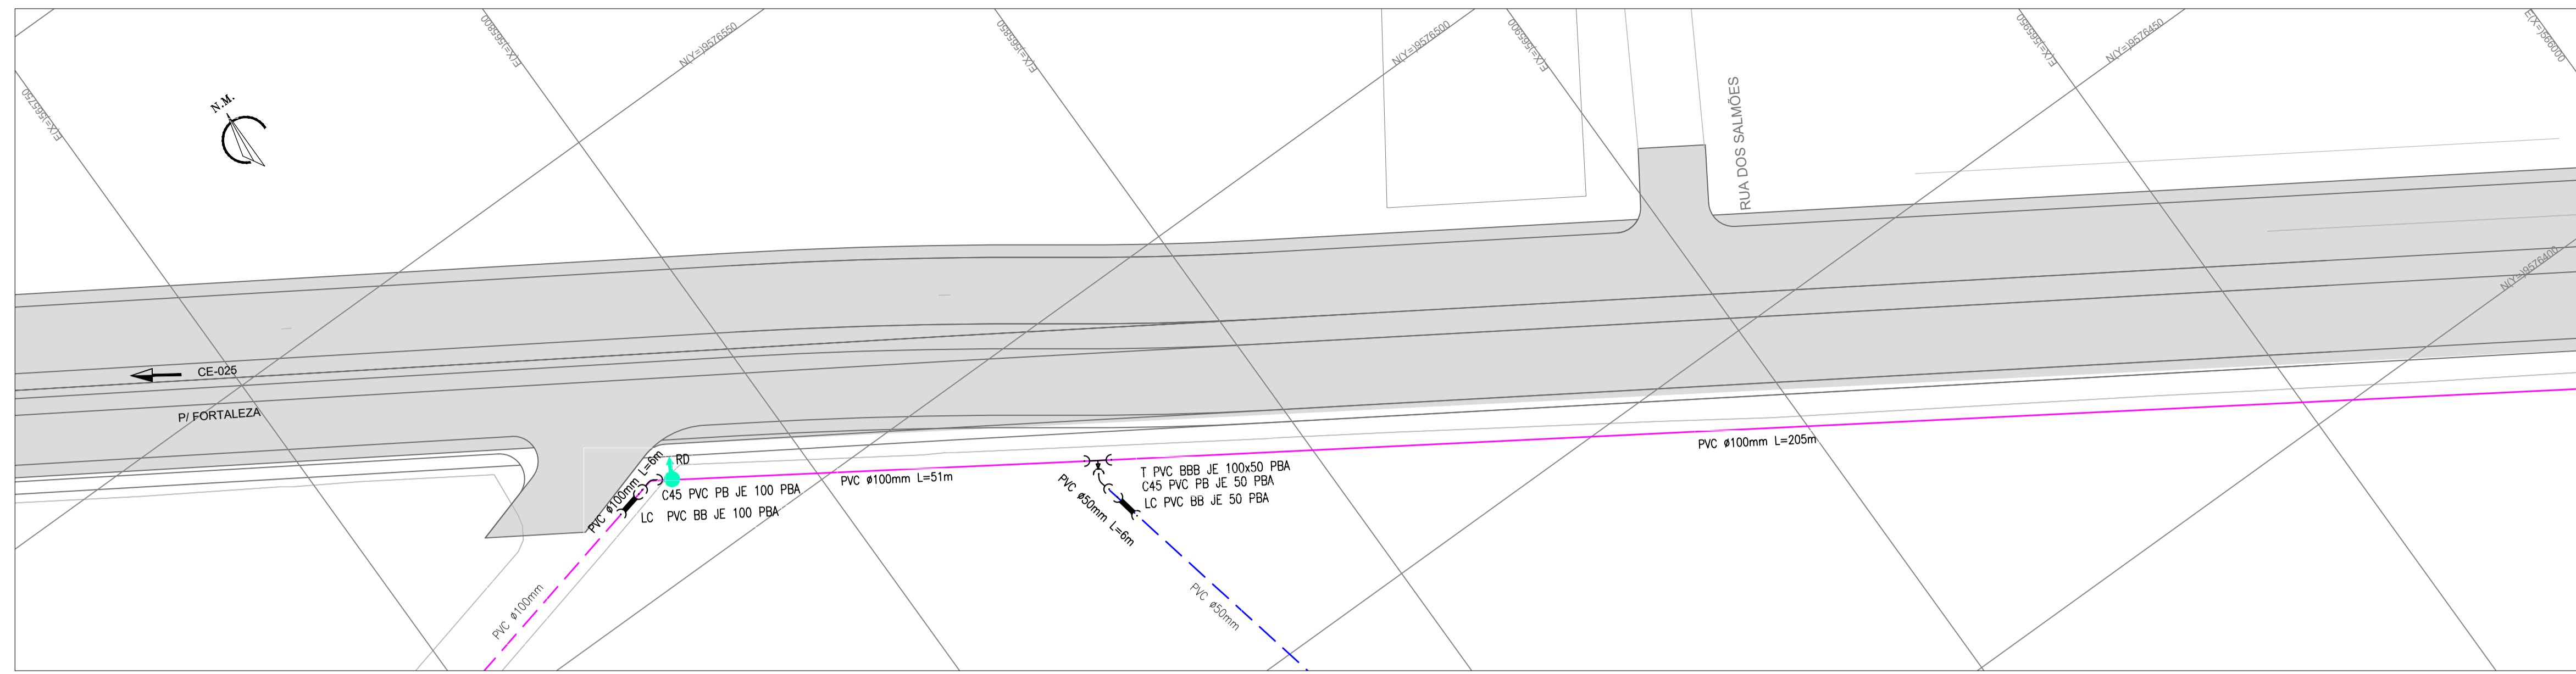 E(X=)565750
E(X=)565800
N(Y=)9576550
E(X=)565850
N(Y=)9576500
E(X=)565900
E(X=)565950
N(Y=)9576450
E(X=)566000
N.M.
RUA DOS SALMÕES
N(Y=)9576400
CE-025
P/ FORTALEZA
PVC ø100mm L=6m
RD
C45 PVC PB JE 100 PBA
LC PVC BB JE 100 PBA
PVC ø100mm L=51m
T PVC BBB JE 100x50 PBA
C45 PVC PB JE 50 PBA
LC PVC BB JE 50 PBA
PVC ø50mm L=6m
PVC ø100mm L=205m
PVC ø100mm
PVC ø50mm